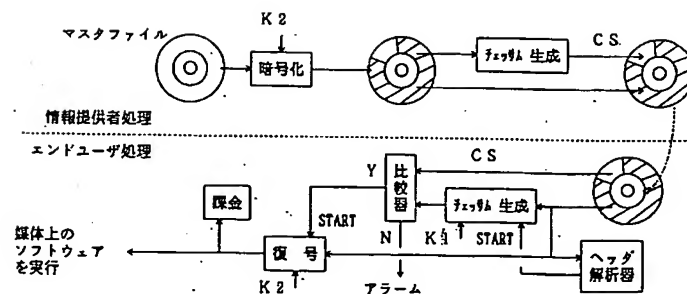 K2
マスタファイル
暗号化
チェッサム 生成
CS
情報提供者処理
エンドユーザ処理
CS
Y
比較器
課金
チェッサム 生成
START
N
START
媒体上の
ソフトウェア
を実行
復号
ヘッダ
解析器
K2
アラーム